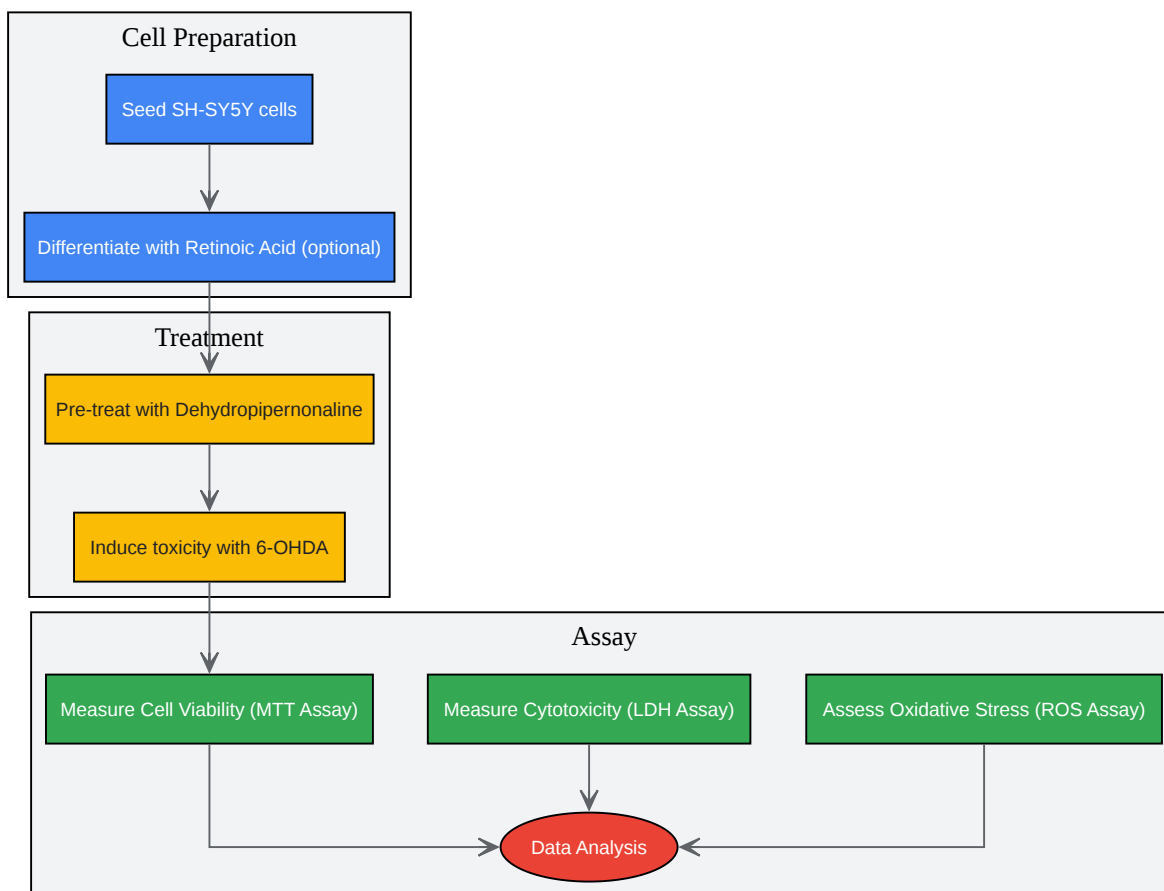 Cell Preparation
Seed SH-SY5Y cells
Differentiate with Retinoic Acid (optional)
Treatment
Pre-treat with Dehydropipernonaline
Induce toxicity with 6-OHDA
Assay
Measure Cell Viability (MTT Assay)
Measure Cytotoxicity (LDH Assay)
Assess Oxidative Stress (ROS Assay)
Data Analysis